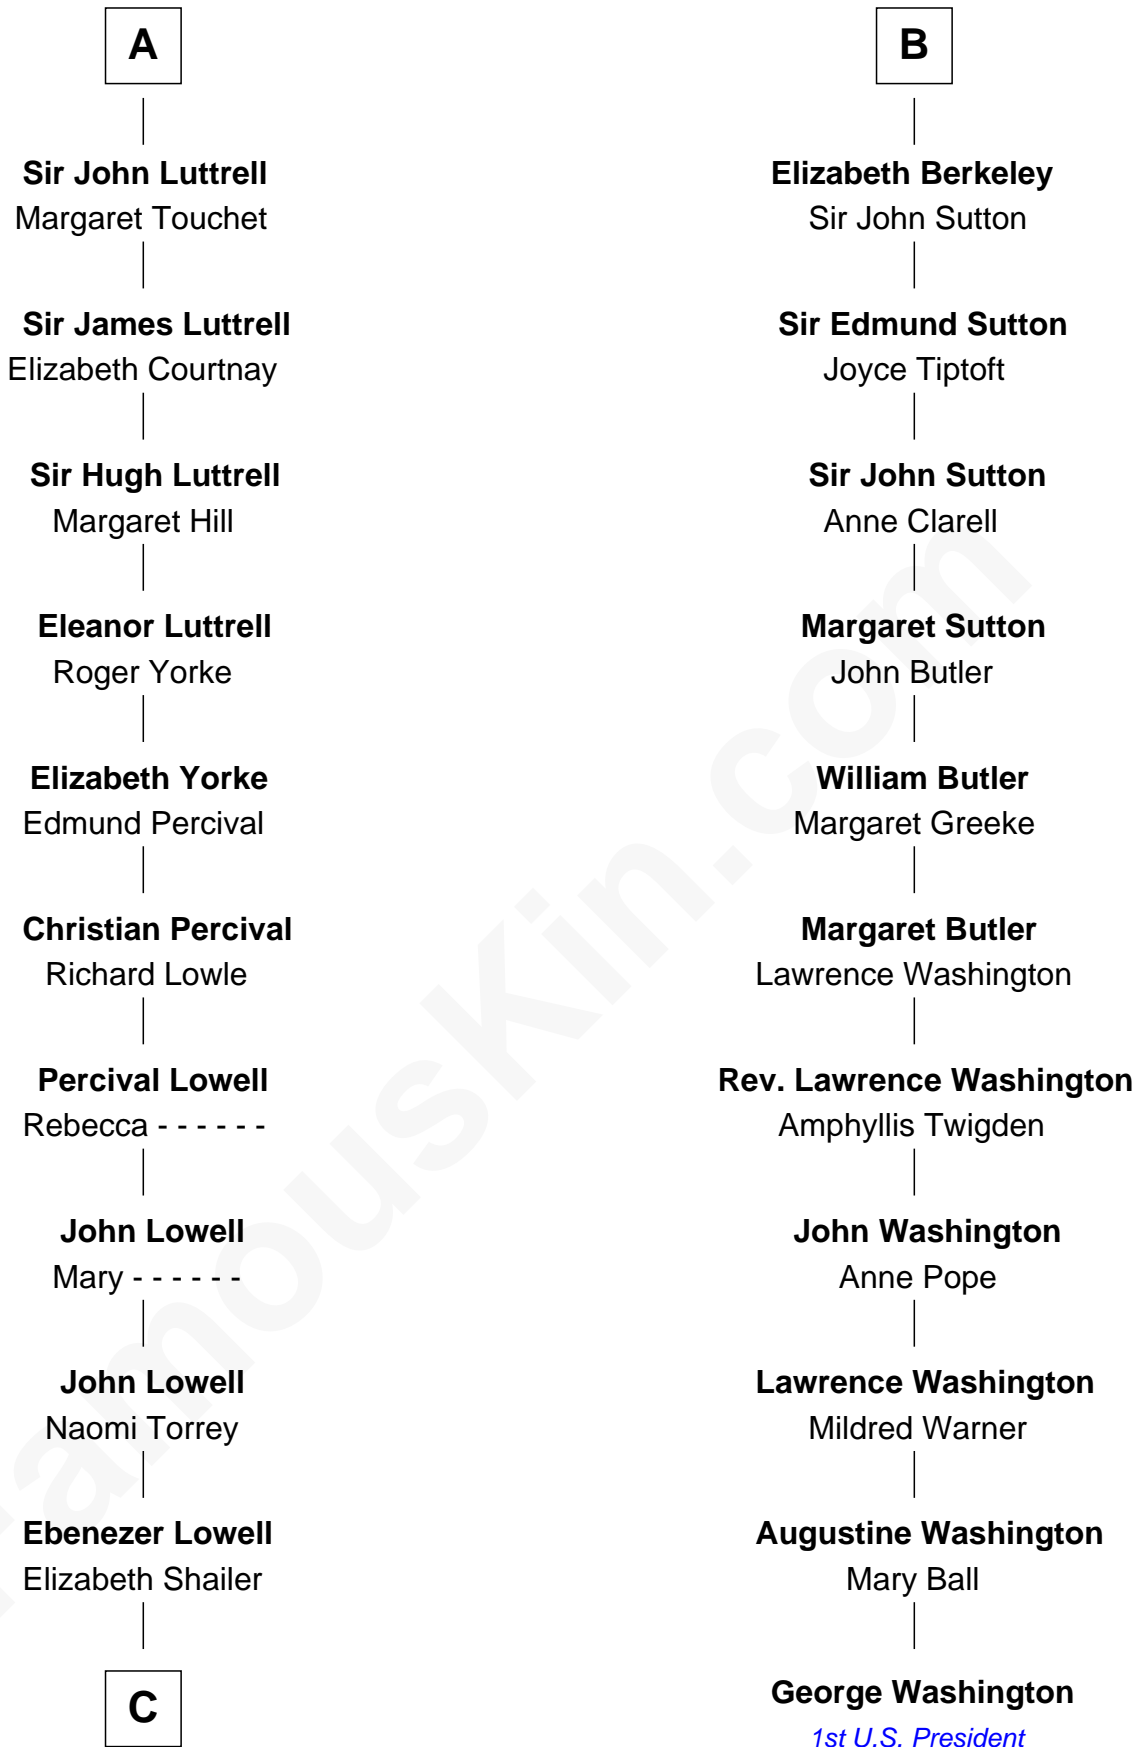 A
Sir John Luttrell
Margaret Touchet
Sir James Luttrell
Elizabeth Courtnay
Sir Hugh Luttrell
Margaret Hill
Eleanor Luttrell
Roger Yorke
Elizabeth Yorke
Edmund Percival
Christian Percival
Richard Lowle
Percival Lowell
Rebecca - - - - - -
John Lowell
Mary - - - - - -
John Lowell
Naomi Torrey
Ebenezer Lowell
Elizabeth Shailer
C
B
Elizabeth Berkeley
Sir John Sutton
Sir Edmund Sutton
Joyce Tiptoft
Sir John Sutton
Anne Clarell
Margaret Sutton
John Butler
William Butler
Margaret Greeke
Margaret Butler
Lawrence Washington
Rev. Lawrence Washington
Amphyllis Twigden
John Washington
Anne Pope
Lawrence Washington
Mildred Warner
Augustine Washington
Mary Ball
George Washington
1st U.S. President
FamousKin.com